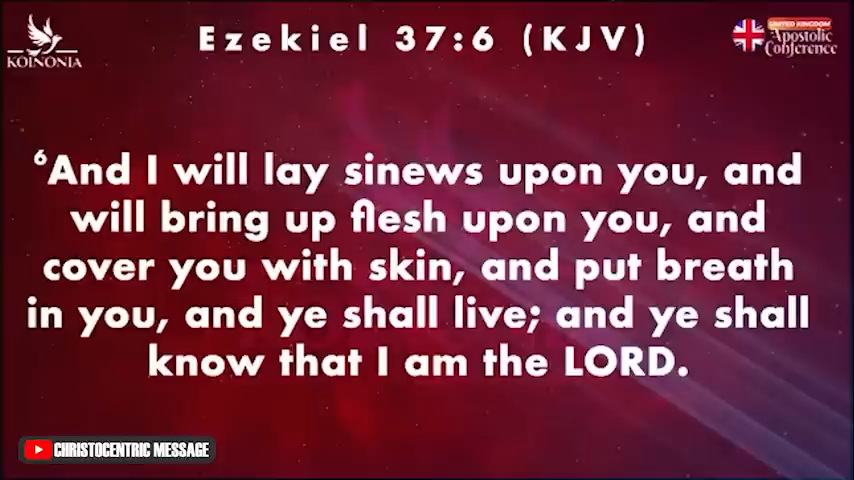 KOINONIA
Ezekiel 37:6 (KJV)
UNITED KINGDOM
Apostolic
Conference
6And I will lay sinews upon you, and
will bring up flesh upon you, and
cover you with skin, and put breath
in you, and ye shall live; and ye shall
know that I am the LORD.
CHRISTOCENTRIC MESSAGE